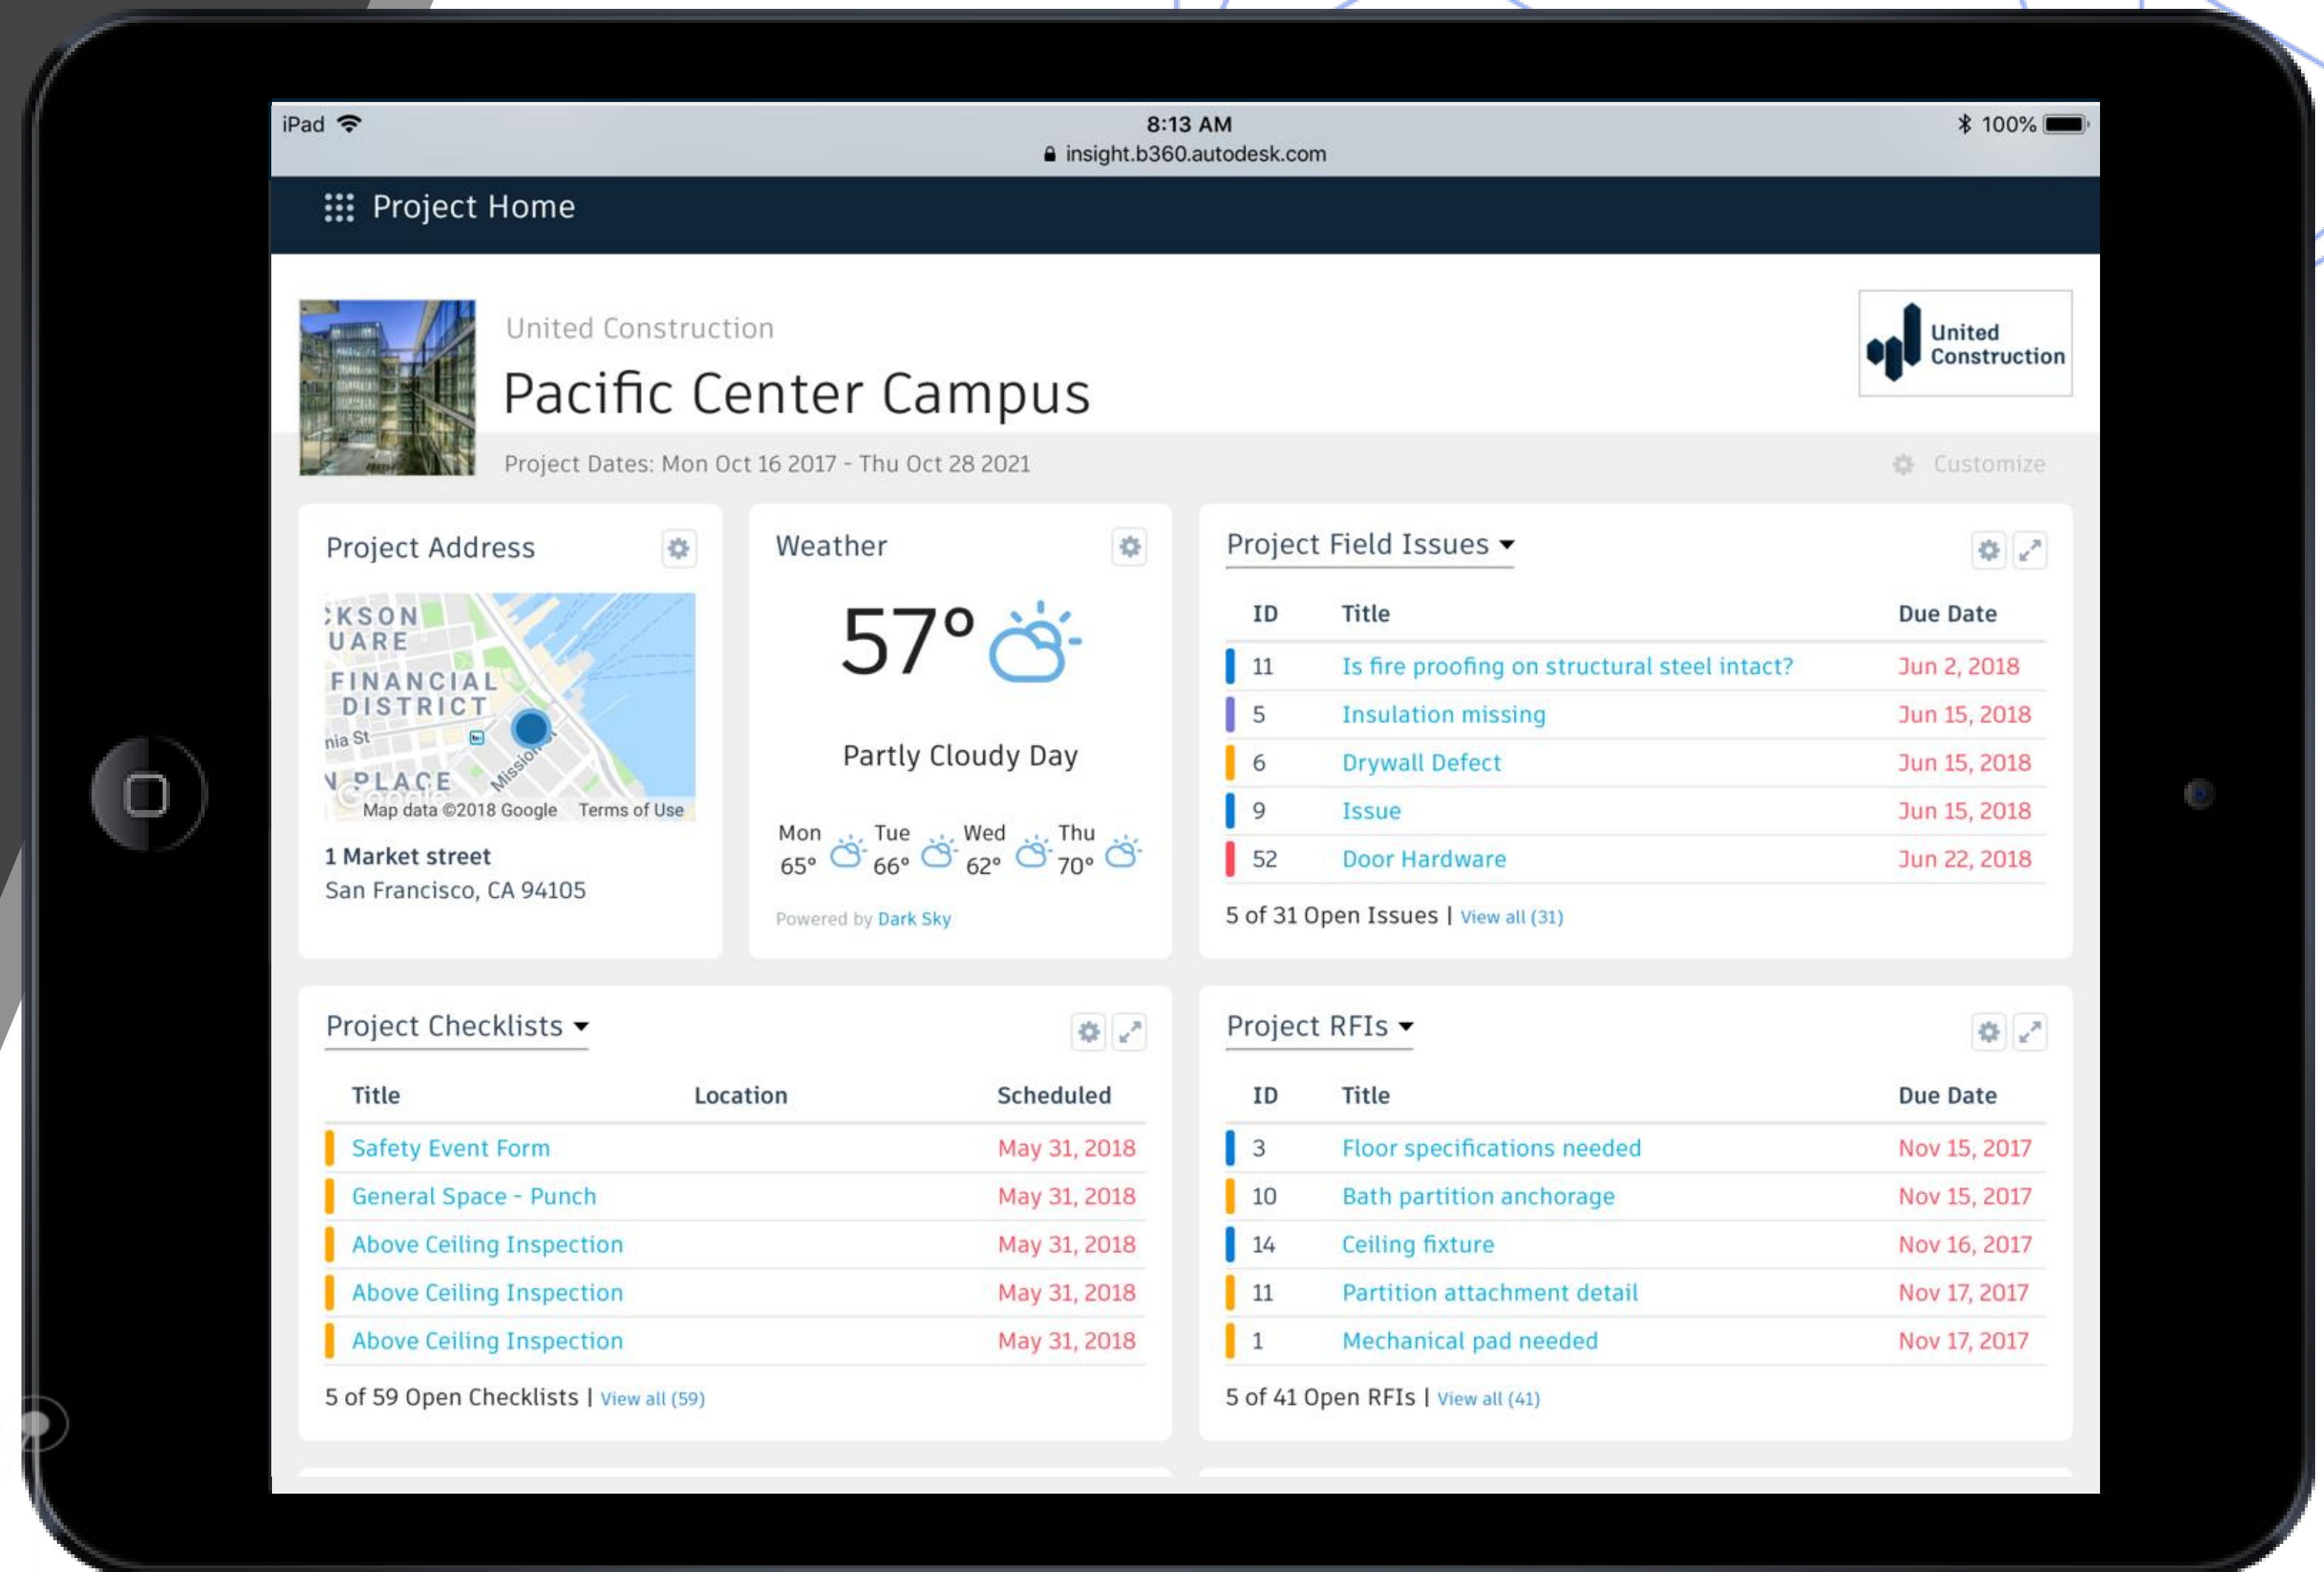 iPad
8:13 AM
100%
insight.b360.autodesk.com
Project Home
United Construction
Pacific Center Campus
United
Construction
Project Dates: Mon Oct 16 2017 - Thu Oct 28 2021
Customize
Project Address
CKSON
UARE
FINANCIAL
DISTRICT
nia St
Mission St
N PLACE
Google
Map data ©2018 Google Terms of Use
1 Market street
San Francisco, CA 94105
Weather
57°
Partly Cloudy Day
Mon Tue Wed Thu
65° 66° 62° 70°
Powered by Dark Sky
Project Field Issues
ID Title Due Date
11 Is fire proofing on structural steel intact? Jun 2, 2018
5 Insulation missing Jun 15, 2018
6 Drywall Defect Jun 15, 2018
9 Issue Jun 15, 2018
52 Door Hardware Jun 22, 2018
5 of 31 Open Issues | View all (31)
Project Checklists
Title Location Scheduled
Safety Event Form May 31, 2018
General Space - Punch May 31, 2018
Above Ceiling Inspection May 31, 2018
Above Ceiling Inspection May 31, 2018
Above Ceiling Inspection May 31, 2018
5 of 59 Open Checklists | View all (59)
Project RFIs
ID Title Due Date
3 Floor specifications needed Nov 15, 2017
10 Bath partition anchorage Nov 15, 2017
14 Ceiling fixture Nov 16, 2017
11 Partition attachment detail Nov 17, 2017
1 Mechanical pad needed Nov 17, 2017
5 of 41 Open RFIs | View all (41)